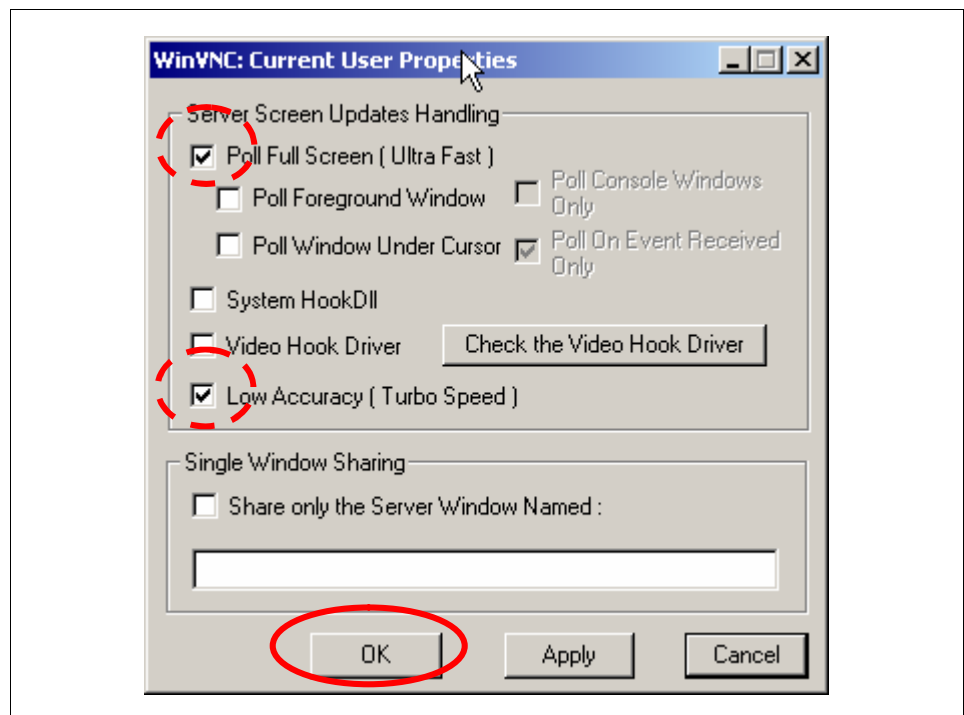 WinVNC: Current User Properties
Server Screen Updates Handling
Poll Full Screen ( Ultra Fast )
Poll Foreground Window
Poll Console Windows
Only
Poll Window Under Cursor
Poll On Event Received
Only
System HookDll
Video Hook Driver
Check the Video Hook Driver
Low Accuracy ( Turbo Speed )
Single Window Sharing
Share only the Server Window Named :
OK
Apply
Cancel